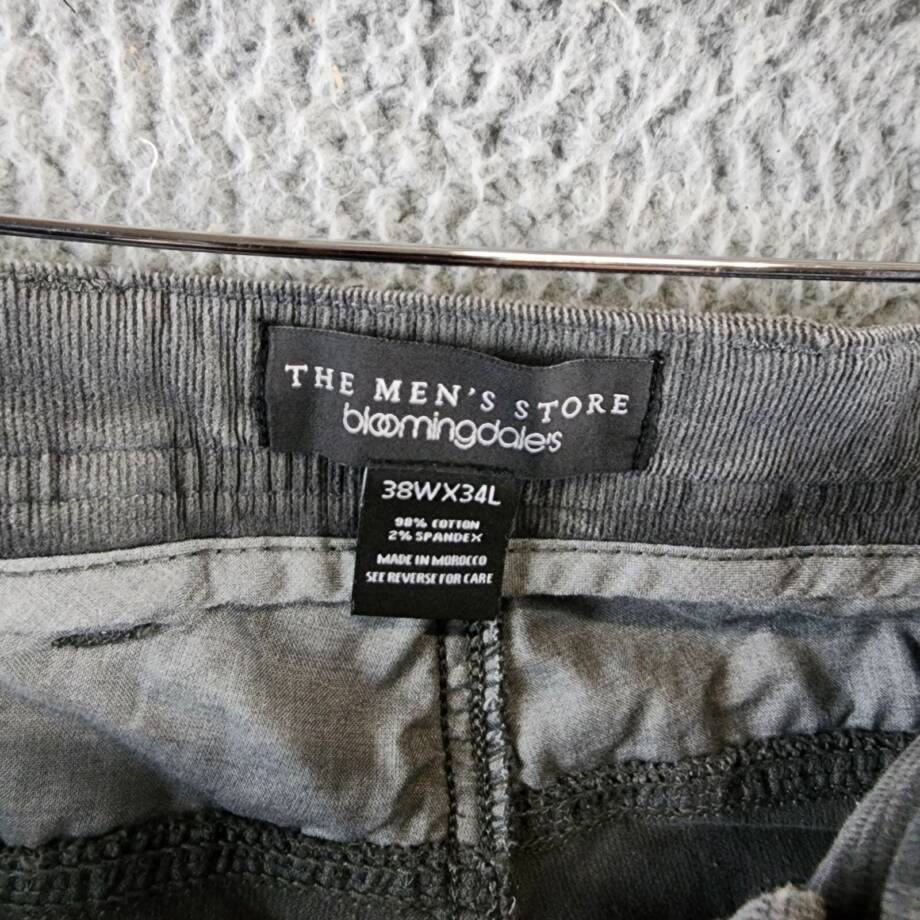 THE MEN'S STORE
bloomingdale's
38WX34L
98% COTTON
2% SPANDEX
MADE IN MOROCCO
SEE REVERSE FOR CARE